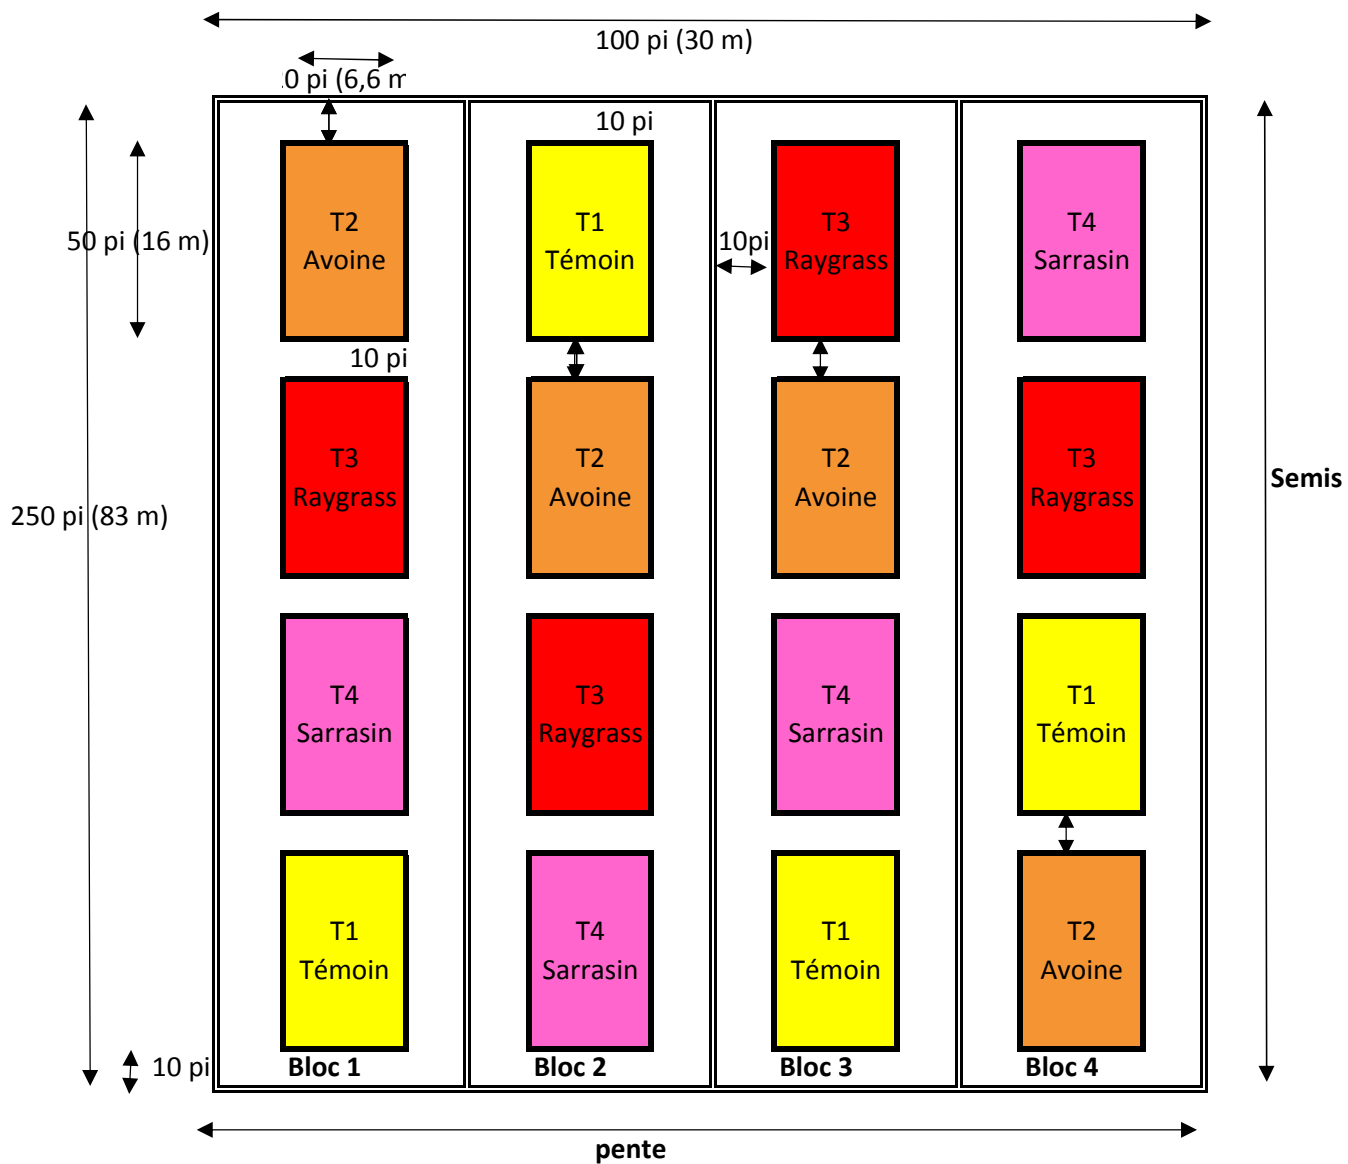 100 pi (30 m)
0 pi (6,6 m
10 pi
50 pi (16 m)
T2
Avoine
T1
Témoin
10pi
T3
Raygrass
T4
Sarrasin
10 pi
T3
Raygrass
T2
Avoine
T2
Avoine
T3
Raygrass
Semis
250 pi (83 m)
T4
Sarrasin
T3
Raygrass
T4
Sarrasin
T1
Témoin
T1
Témoin
T4
Sarrasin
T1
Témoin
T2
Avoine
10 pi
Bloc 1
Bloc 2
Bloc 3
Bloc 4
pente